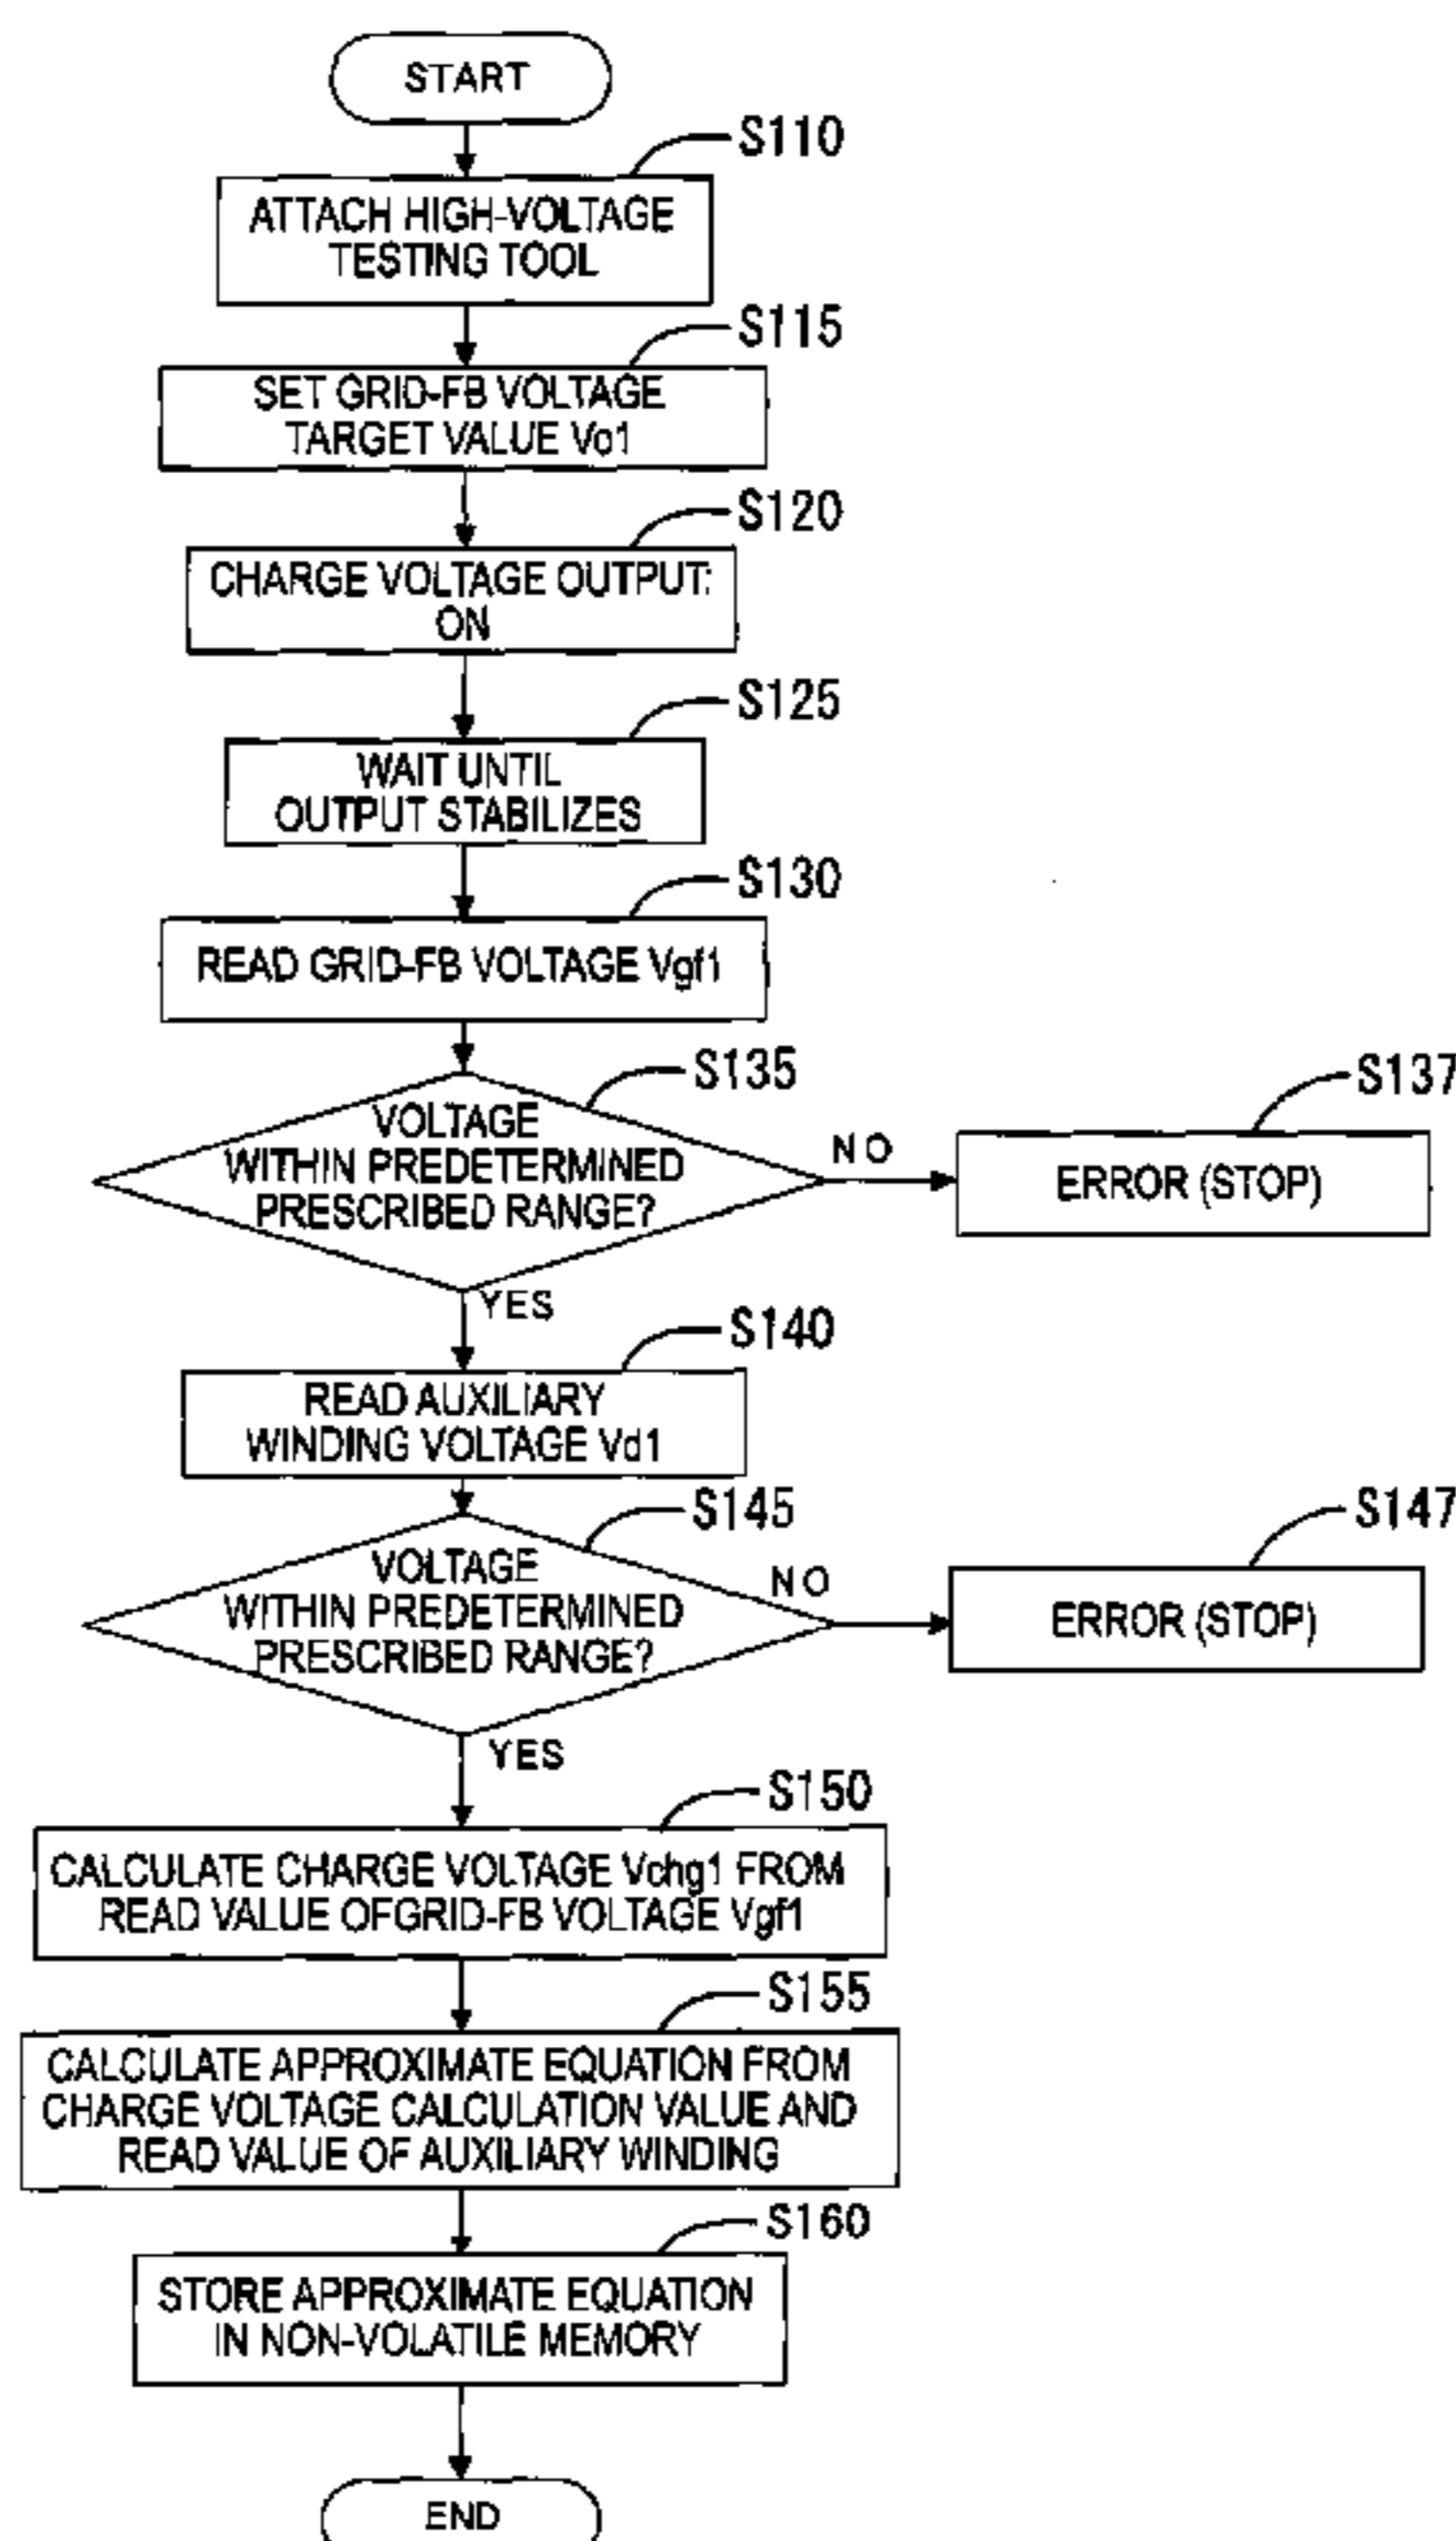 START
S110
ATTACH HIGH-VOLTAGE
TESTING TOOL
S115
SET GRID-FB VOLTAGE
TARGET VALUE Vo1
S120
CHARGE VOLTAGE OUTPUT:
ON
S125
WAIT UNTIL
OUTPUT STABILIZES
S130
READ GRID-FB VOLTAGE Vgf1
S135
VOLTAGE
WITHIN PREDETERMINED
PRESCRIBED RANGE?
NO
S137
ERROR (STOP)
YES
S140
READ AUXILIARY
WINDING VOLTAGE Vd1
S145
VOLTAGE
WITHIN PREDETERMINED
PRESCRIBED RANGE?
NO
S147
ERROR (STOP)
YES
S150
CALCULATE CHARGE VOLTAGE Vchg1 FROM
READ VALUE OFGRID-FB VOLTAGE Vgf1
S155
CALCULATE APPROXIMATE EQUATION FROM
CHARGE VOLTAGE CALCULATION VALUE AND
READ VALUE OF AUXILIARY WINDING
S160
STORE APPROXIMATE EQUATION
IN NON-VOLATILE MEMORY
END